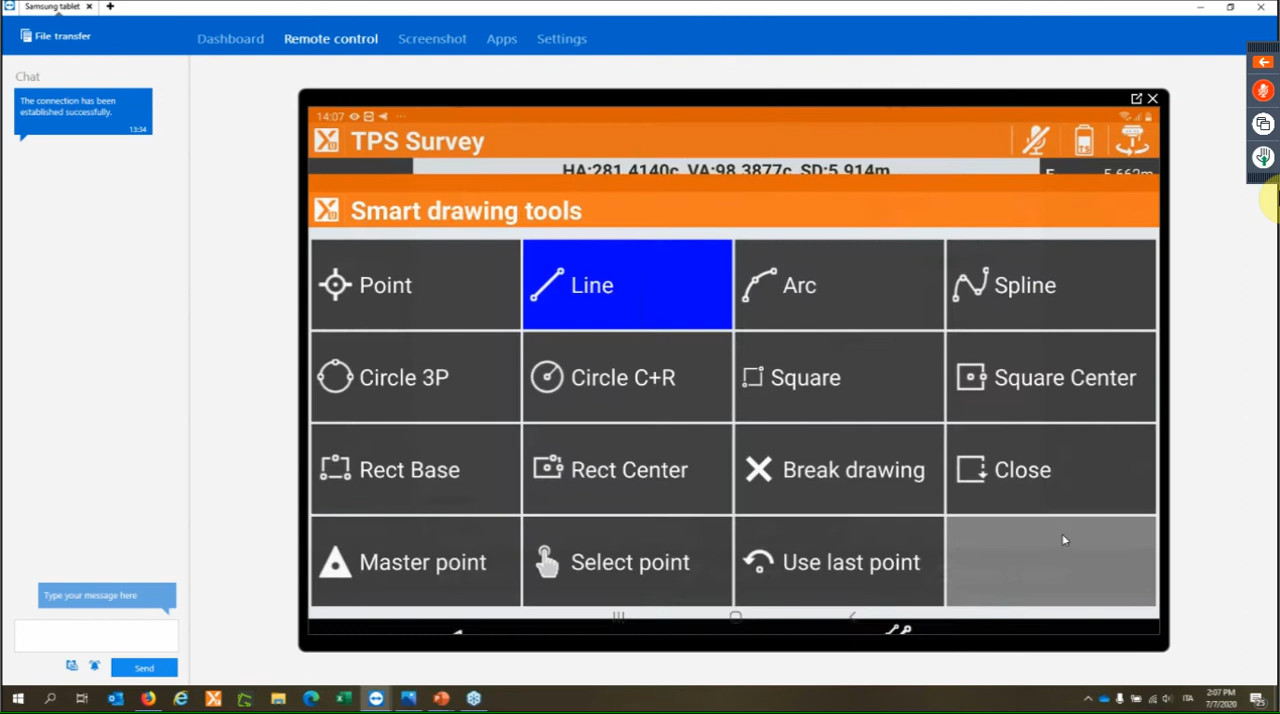 Samsung tablet
File transfer
Dashboard
Remote control
Screenshot
Apps
Settings
Chat
The connection has been
established successfully.
13:34
14:07
TPS Survey
HA:281.4140c VA:98.3877c SD:5.914m
E 5.662m
Smart drawing tools
Point
Line
Arc
Spline
Circle 3P
Circle C+R
Square
Square Center
Rect Base
Rect Center
Break drawing
Close
Master point
Select point
Use last point
Type your message here
Send
ITA
2:07 PM
7/7/2020
25